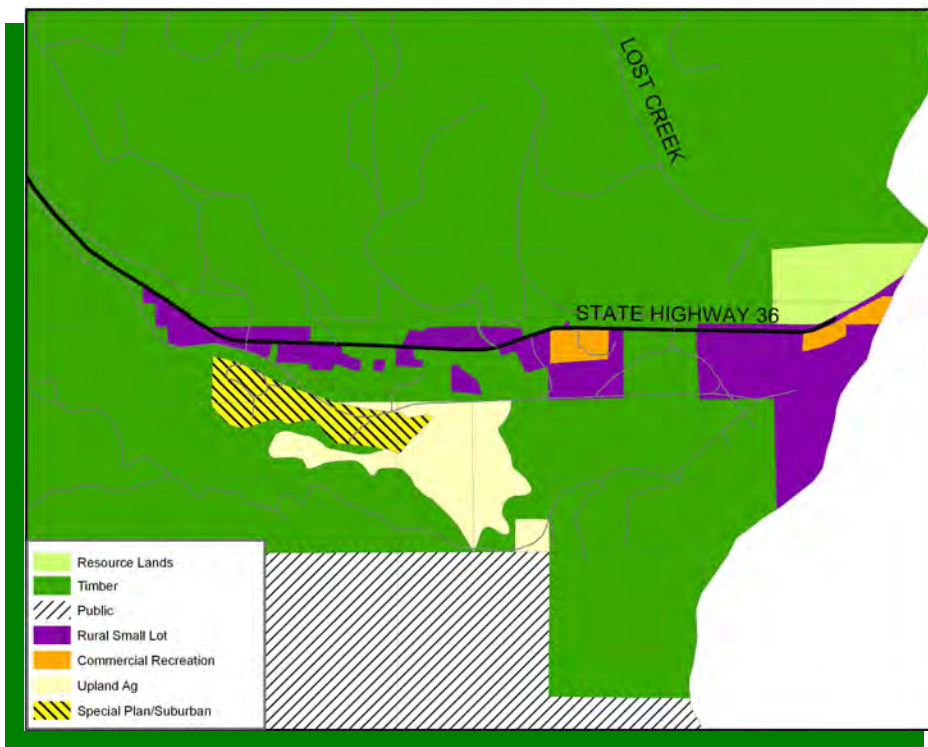 LOST CREEK
STATE HIGHWAY 36
Resource Lands
Timber
Public
Rural Small Lot
Commercial Recreation
Upland Ag
Special Plan/Suburban